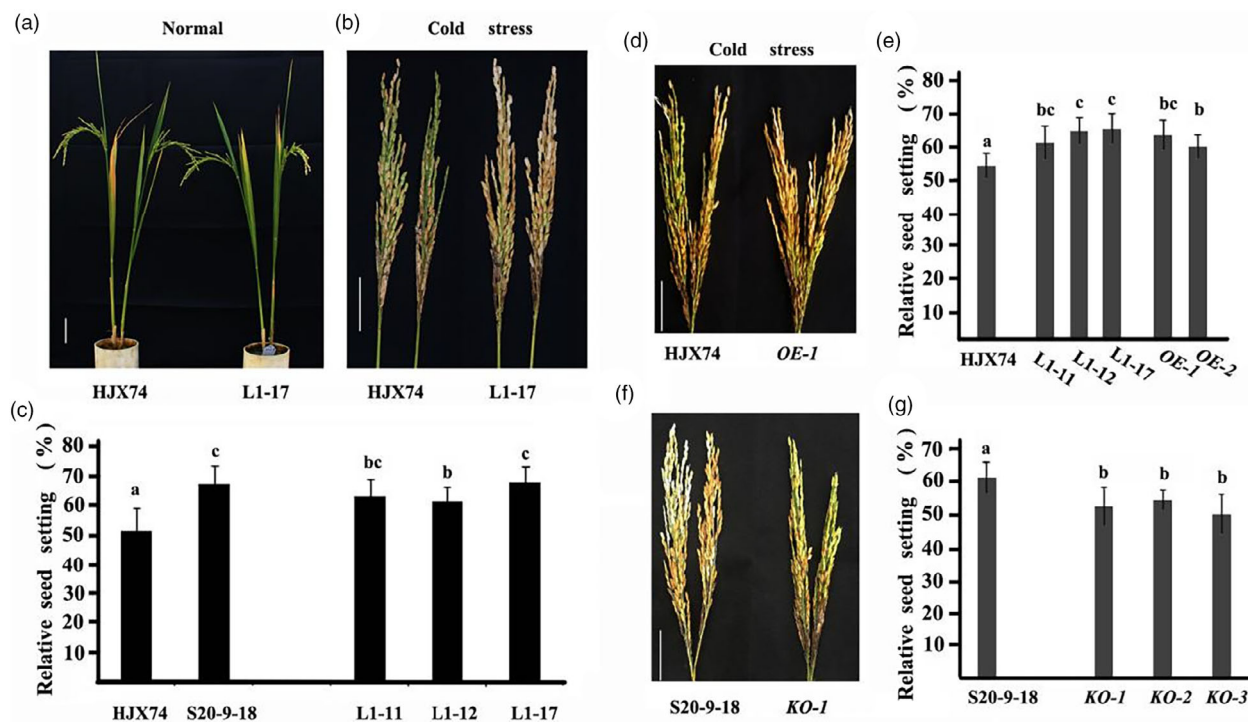 (a)
Normal
HJX74 L1-17
(b)
Cold stress
HJX74 L1-17
(c)
Relative seed setting (%)
80
70
60
50
40
30
20
10
a
c
bc
b
c
HJX74 S20-9-18 L1-11 L1-12 L1-17
(d)
Cold stress
HJX74 OE-1
(e)
Relative seed setting (%)
80
70
60
50
40
30
20
10
a
bc
c
c
bc
b
HJX74 L1-11 L1-12 L1-17 OE-1 OE-2
(f)
S20-9-18 KO-1
(g)
Relative seed setting (%)
80
70
60
50
40
30
20
10
a
b
b
b
S20-9-18 KO-1 KO-2 KO-3